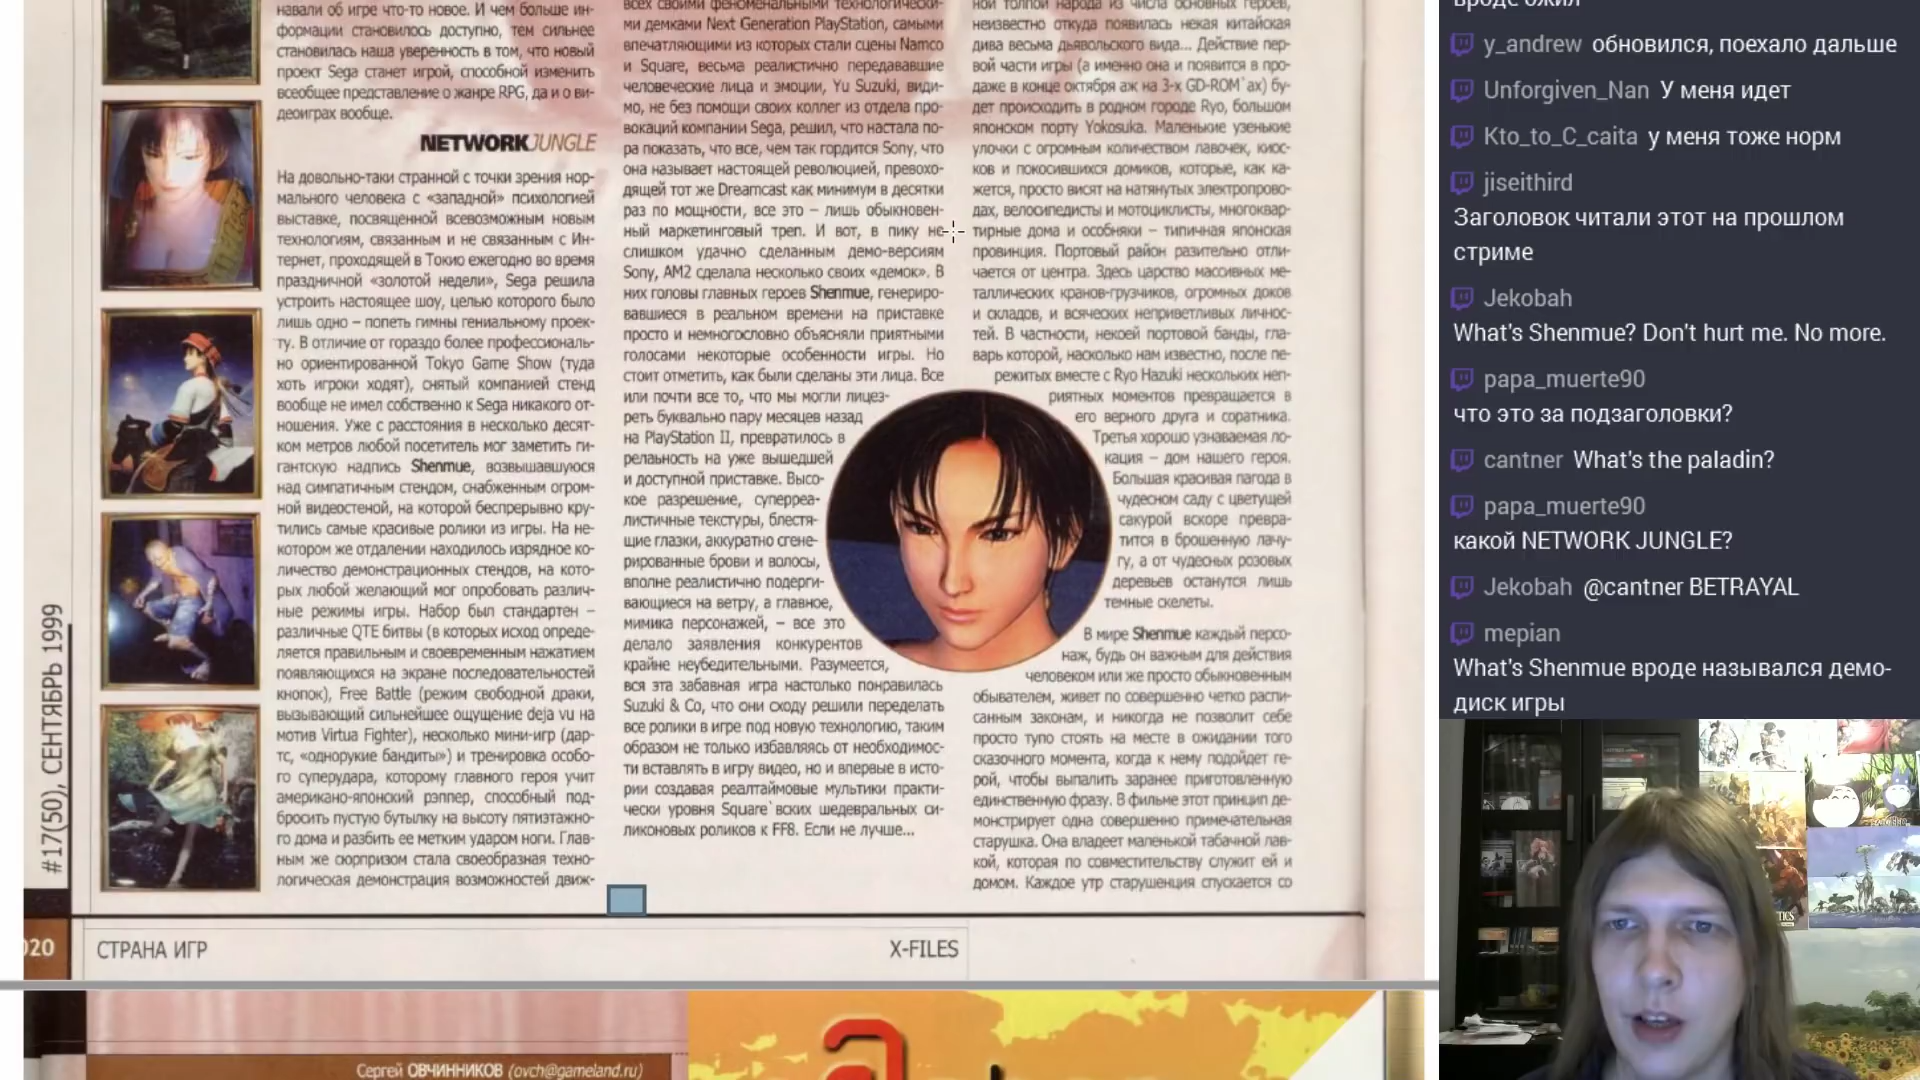 навали об игре что-то новое. И чем больше ин-
формации становилось доступно, тем сильнее
становилась наша уверенность в том, что новый
проект Sega станет игрой, способной изменить
всеобщее представление о жанре RPG, да и о ви-
деоиграх вообще.
NETWORKJUNGLE
На довольно-таки странной с точки зрения нор-
мального человека с «западной» психологией
выставке, посвященной всевозможным новым
технологиям, связанным и не связанным с Ин-
тернет, проходящей в Токио ежегодно во время
праздничной «золотой недели», Sega решила
устроить настоящее шоу, целью которого было
лишь одно – попеть гимны гениальному проек-
ту. В отличие от гораздо более профессиональ-
но ориентированной Tokyo Game Show (туда
хоть игроки ходят), снятый компанией стенд
вообще не имел собственно к Sega никакого от-
ношения. Уже с расстояния в несколько десят-
ком метров любой посетитель мог заметить ги-
гантскую надпись Shenmue, возвышавшуюся
над симпатичным стендом, снабженным огром-
ной видеостеной, на которой беспрерывно кру-
тились самые красивые ролики из игры. На не-
котором же отдалении находилось изрядное ко-
личество демонстрационных стендов, на кото-
рых любой желающий мог опробовать различ-
ные режимы игры. Набор был стандартен –
различные QTE битвы (в которых исход опреде-
ляется правильным и своевременным нажатием
появляющихся на экране последовательностей
кнопок), Free Battle (режим свободной драки,
вызывающий сильнейшее ощущение deja vu на
мотив Virtua Fighter), несколько мини-игр (дар-
тс, «однорукие бандиты») и тренировка особо-
го суперудара, которому главного героя учит
американо-японский рэппер, способный под-
бросить пустую бутылку на высоту пятиэтажно-
го дома и разбить ее метким ударом ноги. Глав-
ным же сюрпризом стала своеобразная техно-
логическая демонстрация возможностей движ-
всех своими феноменальными технологически-
ми демками Next Generation PlayStation, самыми
впечатляющими из которых стали сцены Namco
и Square, весьма реалистично передававшие
человеческие лица и эмоции, Yu Suzuki, види-
мо, не без помощи своих коллег из отдела про-
вокаций компании Sega, решил, что настала по-
ра показать, что все, чем так гордится Sony, что
она называет настоящей революцией, превохо-
дящей тот же Dreamcast как минимум в десятки
раз по мощности, все это – лишь обыкновен-
ный маркетинговый треп. И вот, в пику не
слишком удачно сделанным демо-версиям
Sony, AM2 сделала несколько своих «демок». В
них головы главных героев Shenmue, генериро-
вавшиеся в реальном времени на приставке
просто и немногословно объясняли приятными
голосами некоторые особенности игры. Но
стоит отметить, как были сделаны эти лица. Все
или почти все то, что мы могли лицез-
реть буквально пару месяцев назад
на PlayStation II, превратилось в
реальность на уже вышедшей
и доступной приставке. Высо-
кое разрешение, суперреа-
листичные текстуры, блестя-
щие глазки, аккуратно сгене-
рированные брови и волосы,
вполне реалистично подерги-
вающиеся на ветру, а главное,
мимика персонажей, – все это
делало заявления конкурентов
крайне неубедительными. Разумеется,
вся эта забавная игра настолько понравилась
Suzuki & Co, что они сходу решили переделать
все ролики в игре под новую технологию, таким
образом не только избавляясь от необходимос-
ти вставлять в игру видео, но и впервые в исто-
рии создавая реалтаймовые мультики практи-
чески уровня Square`вских шедевральных си-
ликоновых роликов к FF8. Если не лучше...
ной толпой народа из числа основных героев,
неизвестно откуда появилась некая китайская
дива весьма дьявольского вида... Действие пер-
вой части игры (а именно она и появится в про-
даже в конце октября аж на 3-х GD-ROM`ах) бу-
дет происходить в родном городе Ryo, большом
японском порту Yokosuka. Маленькие узенькие
улочки с огромным количеством лавочек, киос-
ков и покосившихся домиков, которые, как ка-
жется, просто висят на натянутых электропрово-
дах, велосипедисты и мотоциклисты, многоквар-
тирные дома и особняки – типичная японская
провинция. Портовый район разительно отли-
чается от центра. Здесь царство массивных ме-
таллических кранов-грузчиков, огромных доков
и складов, и всяческих неприветливых личнос-
тей. В частности, некоей портовой банды, гла-
варь которой, насколько нам известно, после пе-
режитых вместе с Ryo Hazuki нескольких неп-
риятных моментов превращается в
его верного друга и соратника.
Третья хорошо узнаваемая ло-
кация – дом нашего героя.
Большая красивая пагода в
чудесном саду с цветущей
сакурой вскоре превра-
тится в брошенную лачу-
гу, а от чудесных розовых
деревьев останутся лишь
темные скелеты.
В мире Shenmue каждый персо-
наж, будь он важным для действия
человеком или же просто обыкновенным
обывателем, живет по совершенно четко распи-
санным законам, и никогда не позволит себе
просто тупо стоять на месте в ожидании того
сказочного момента, когда к нему подойдет ге-
рой, чтобы выпалить заранее приготовленную
единственную фразу. В фильме этот принцип де-
монстрирует одна совершенно примечательная
старушка. Она владеет маленькой табачной лав-
кой, которая по совместительству служит ей и
домом. Каждое утр старушенция спускается со
#17(50), СЕНТЯБРЬ 1999
020
СТРАНА ИГР
X-FILES
Сергей ОВЧИННИКОВ (ovch@gameland.ru)
вроде ожил
y_andrew обновился, поехало дальше
Unforgiven_Nan У меня идет
Kto_to_C_caita у меня тоже норм
jiseithird
Заголовок читали этот на прошлом
стриме
Jekobah
What's Shenmue? Don't hurt me. No more.
papa_muerte90
что это за подзаголовки?
cantner What's the paladin?
papa_muerte90
какой NETWORK JUNGLE?
Jekobah @cantner BETRAYAL
mepian
What's Shenmue вроде назывался демо-
диск игры